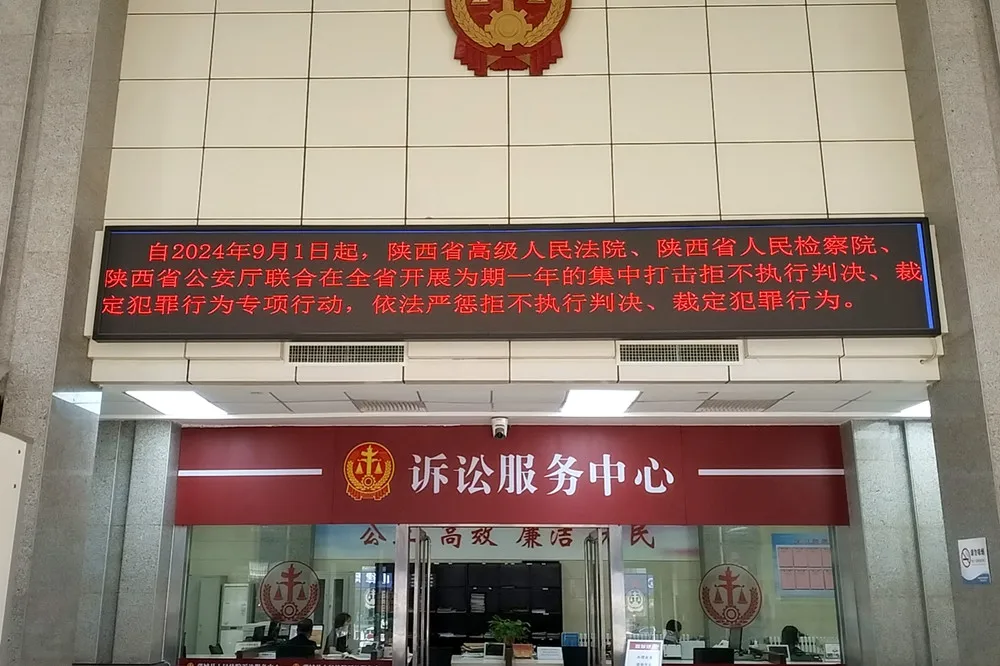 自2024年9月1日起，陕西省高级人民法院、陕西省人民检察院、
陕西省公安厅联合在全省开展为期一年的集中打击拒不执行判决、裁
定犯罪行为专项行动，依法严惩拒不执行判决、裁定犯罪行为。
诉讼服务中心
高效 廉洁
民